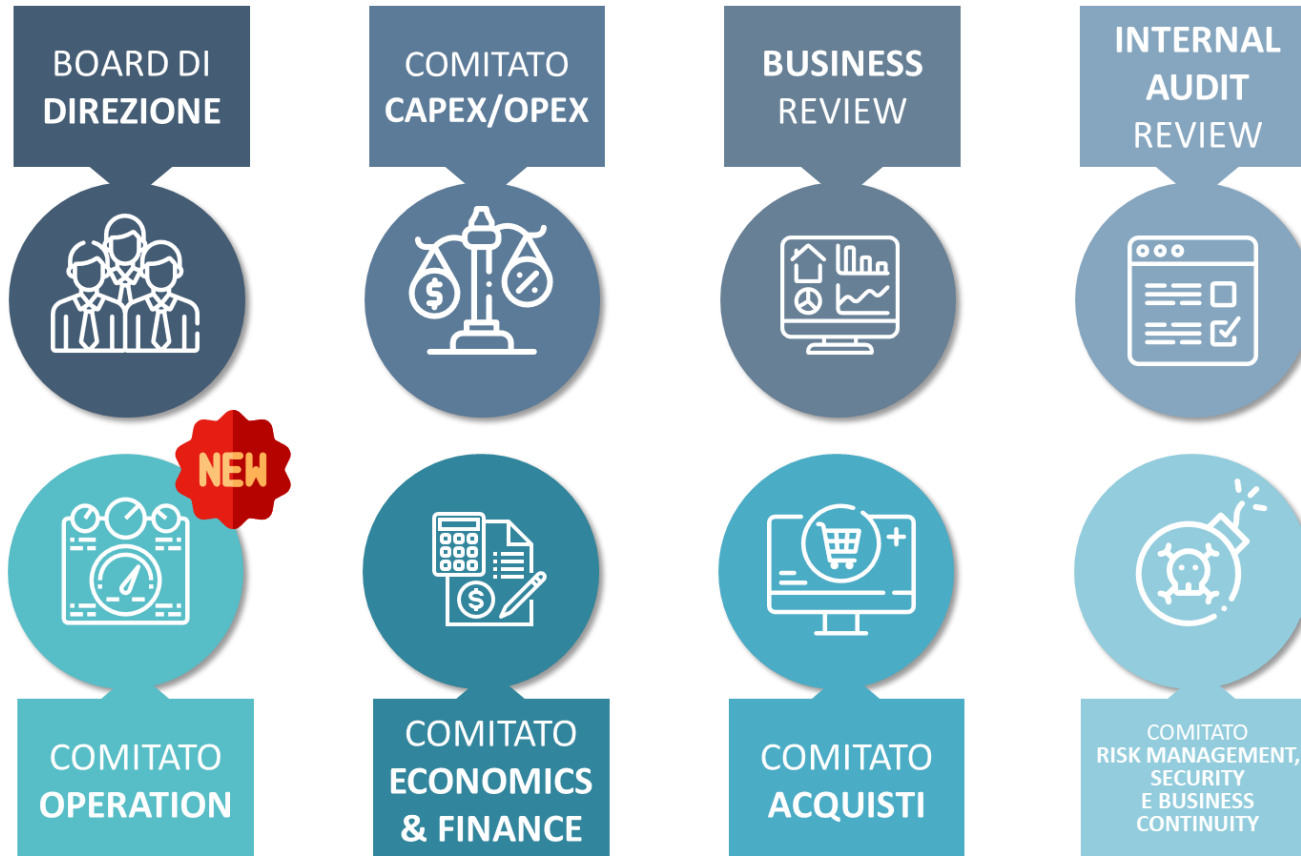 BOARD DI
DIREZIONE
COMITATO
CAPEX/OPEX
BUSINESS
REVIEW
INTERNAL
AUDIT
REVIEW
$
%
NEW
$
COMITATO
OPERATION
COMITATO
ECONOMICS
& FINANCE
COMITATO
ACQUISTI
COMITATO
RISK MANAGEMENT,
SECURITY
E BUSINESS
CONTINUITY